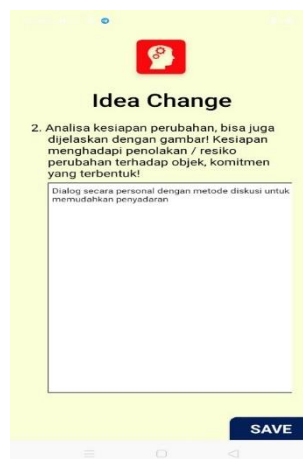 Idea Change
2. Analisa kesiapan perubahan, bisa juga
dijelaskan dengan gambar! Kesiapan
menghadapi penolakan / resiko
perubahan terhadap objek, komitmen
yang terbentuk!
Dialog secara personal dengan metode diskusi untuk
memudahkan penyadaran
SAVE